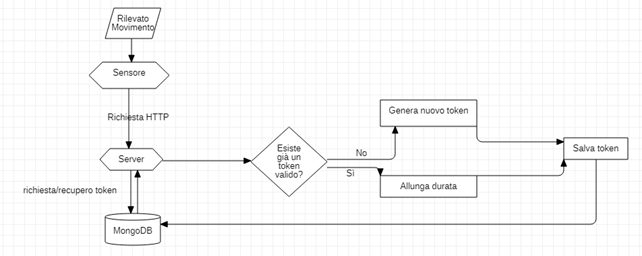 Rilevato
Movimento
Sensore
Richiesta HTTP
Server
richiesta/recupero token
MongoDB
Esiste
già un
token
valido?
No
Sì
Genera nuovo token
Allunga durata
Salva token